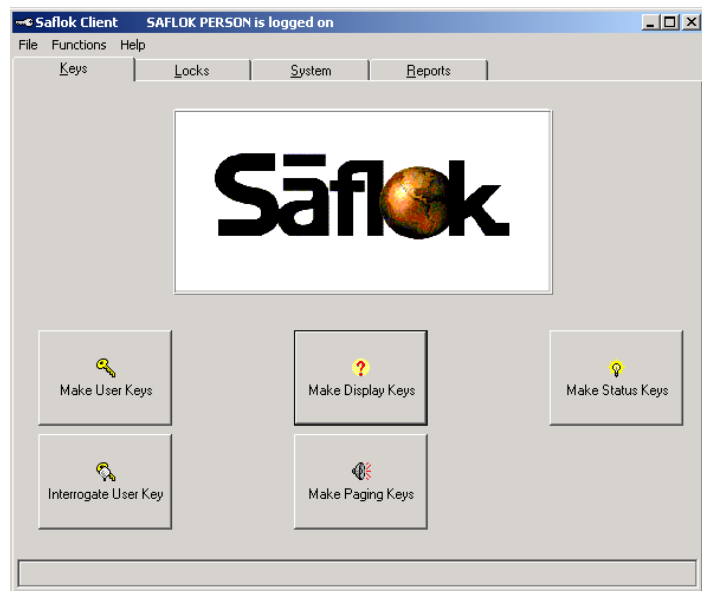 Saflok Client SAFLOK PERSON is logged on
File Functions Help
Keys Locks System Reports
Sāflok
Make User Keys Make Display Keys Make Status Keys
Interrogate User Key Make Paging Keys